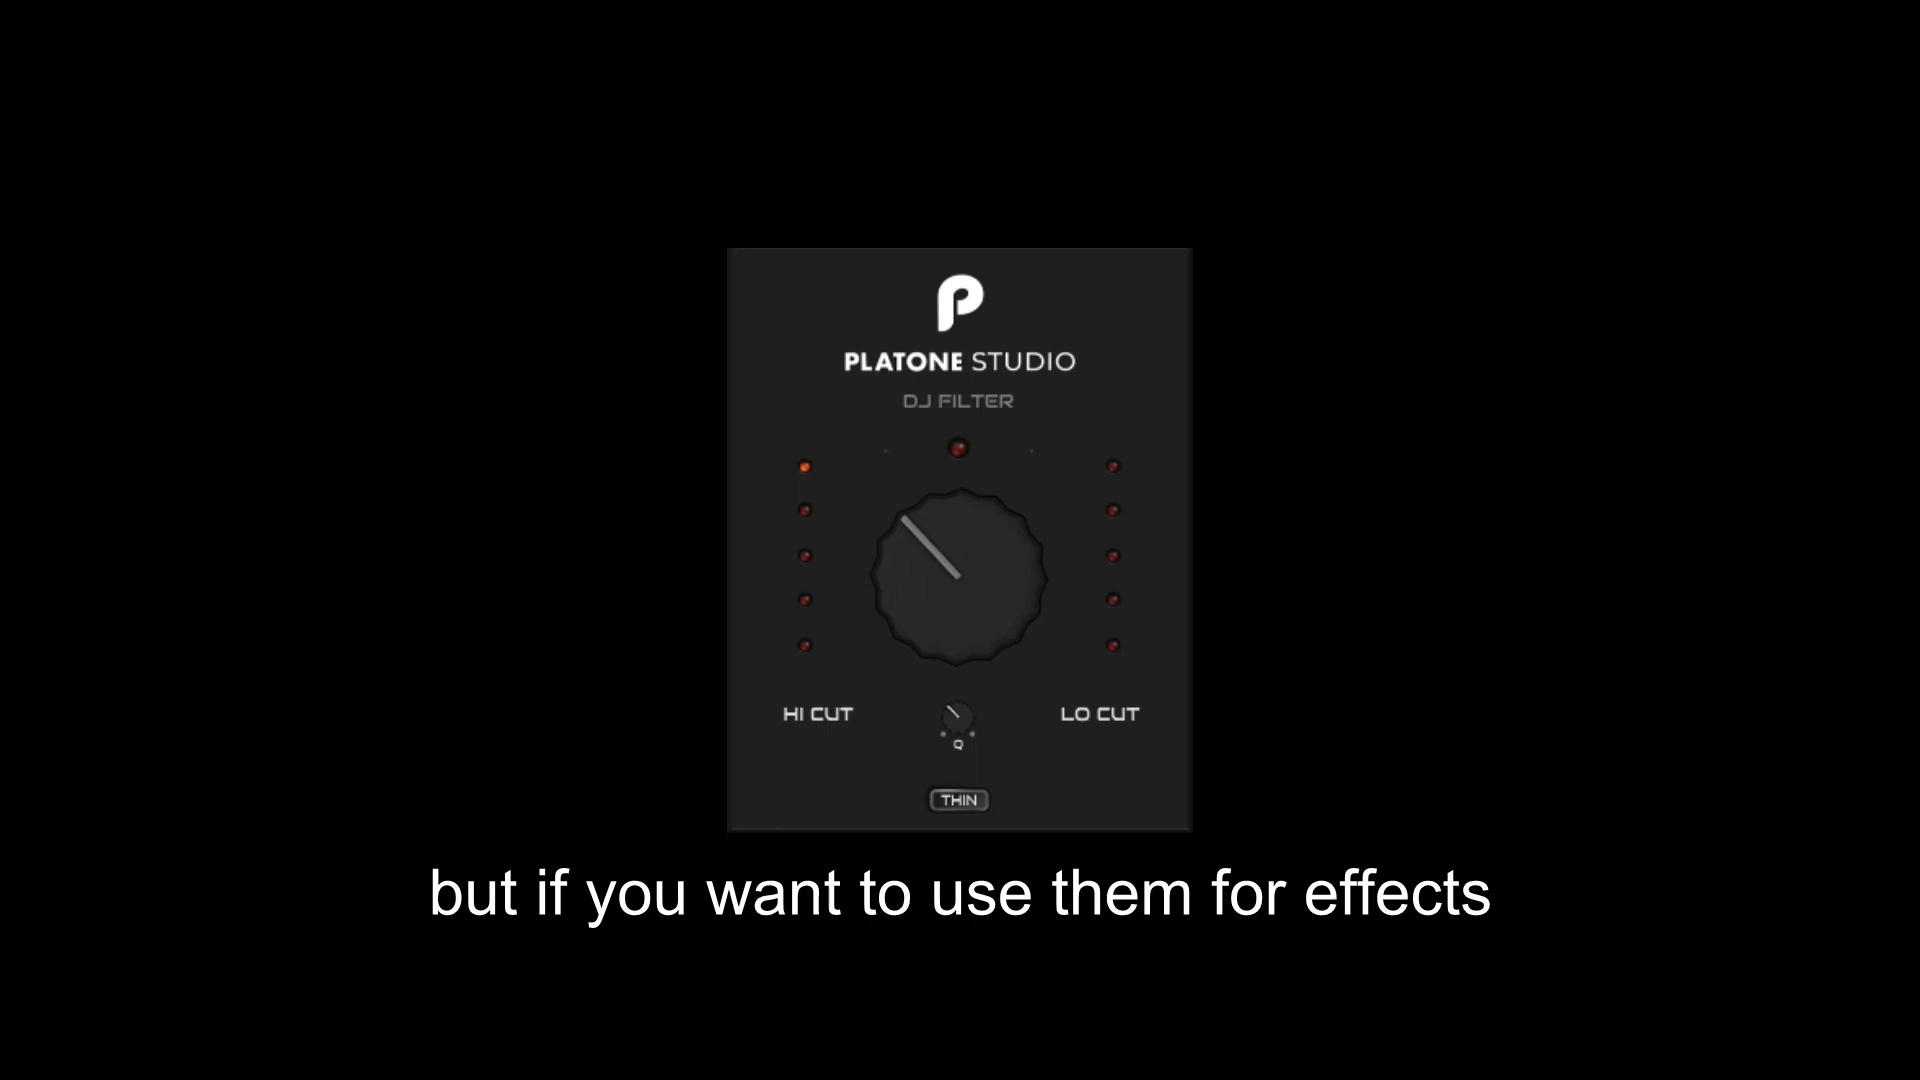 PLATONE STUDIO
DJ FILTER
HI CUT
LO CUT
Q
THIN
but if you want to use them for effects